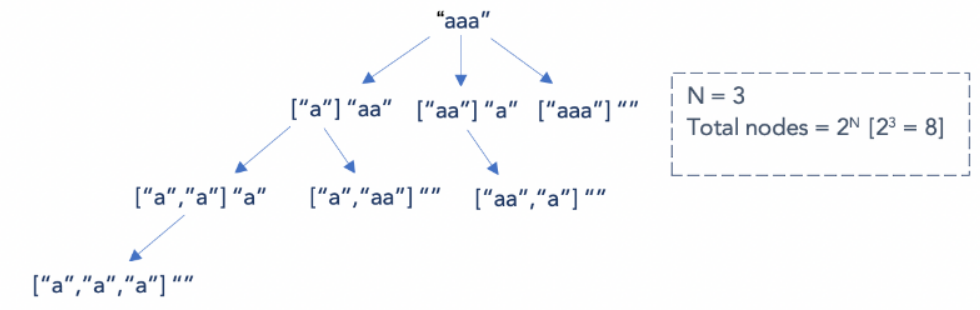 “aaa”
[“a”] “aa” [“aa”] “a” [“aaa”] “”
N = 3
Total nodes = 2ᴺ [2³ = 8]
[“a”,“a”] “a” [“a”,“aa”] “” [“aa”,“a”] “”
[“a”,“a”,“a”] “”